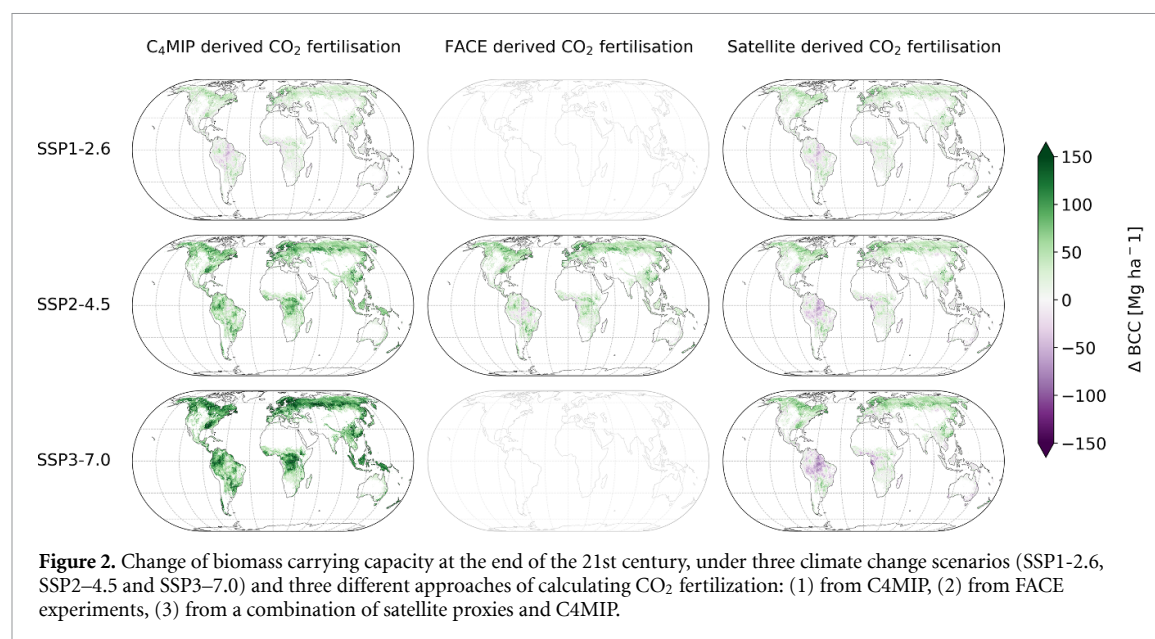 C₄MIP derived CO₂ fertilisation FACE derived CO₂ fertilisation Satellite derived CO₂ fertilisation
SSP1-2.6
SSP2-4.5
SSP3-7.0
150
100
50
0
−50
−100
−150
Δ BCC [Mg ha⁻¹]
Figure 2. Change of biomass carrying capacity at the end of the 21st century, under three climate change scenarios (SSP1-2.6,
SSP2–4.5 and SSP3–7.0) and three different approaches of calculating CO₂ fertilization: (1) from C4MIP, (2) from FACE
experiments, (3) from a combination of satellite proxies and C4MIP.